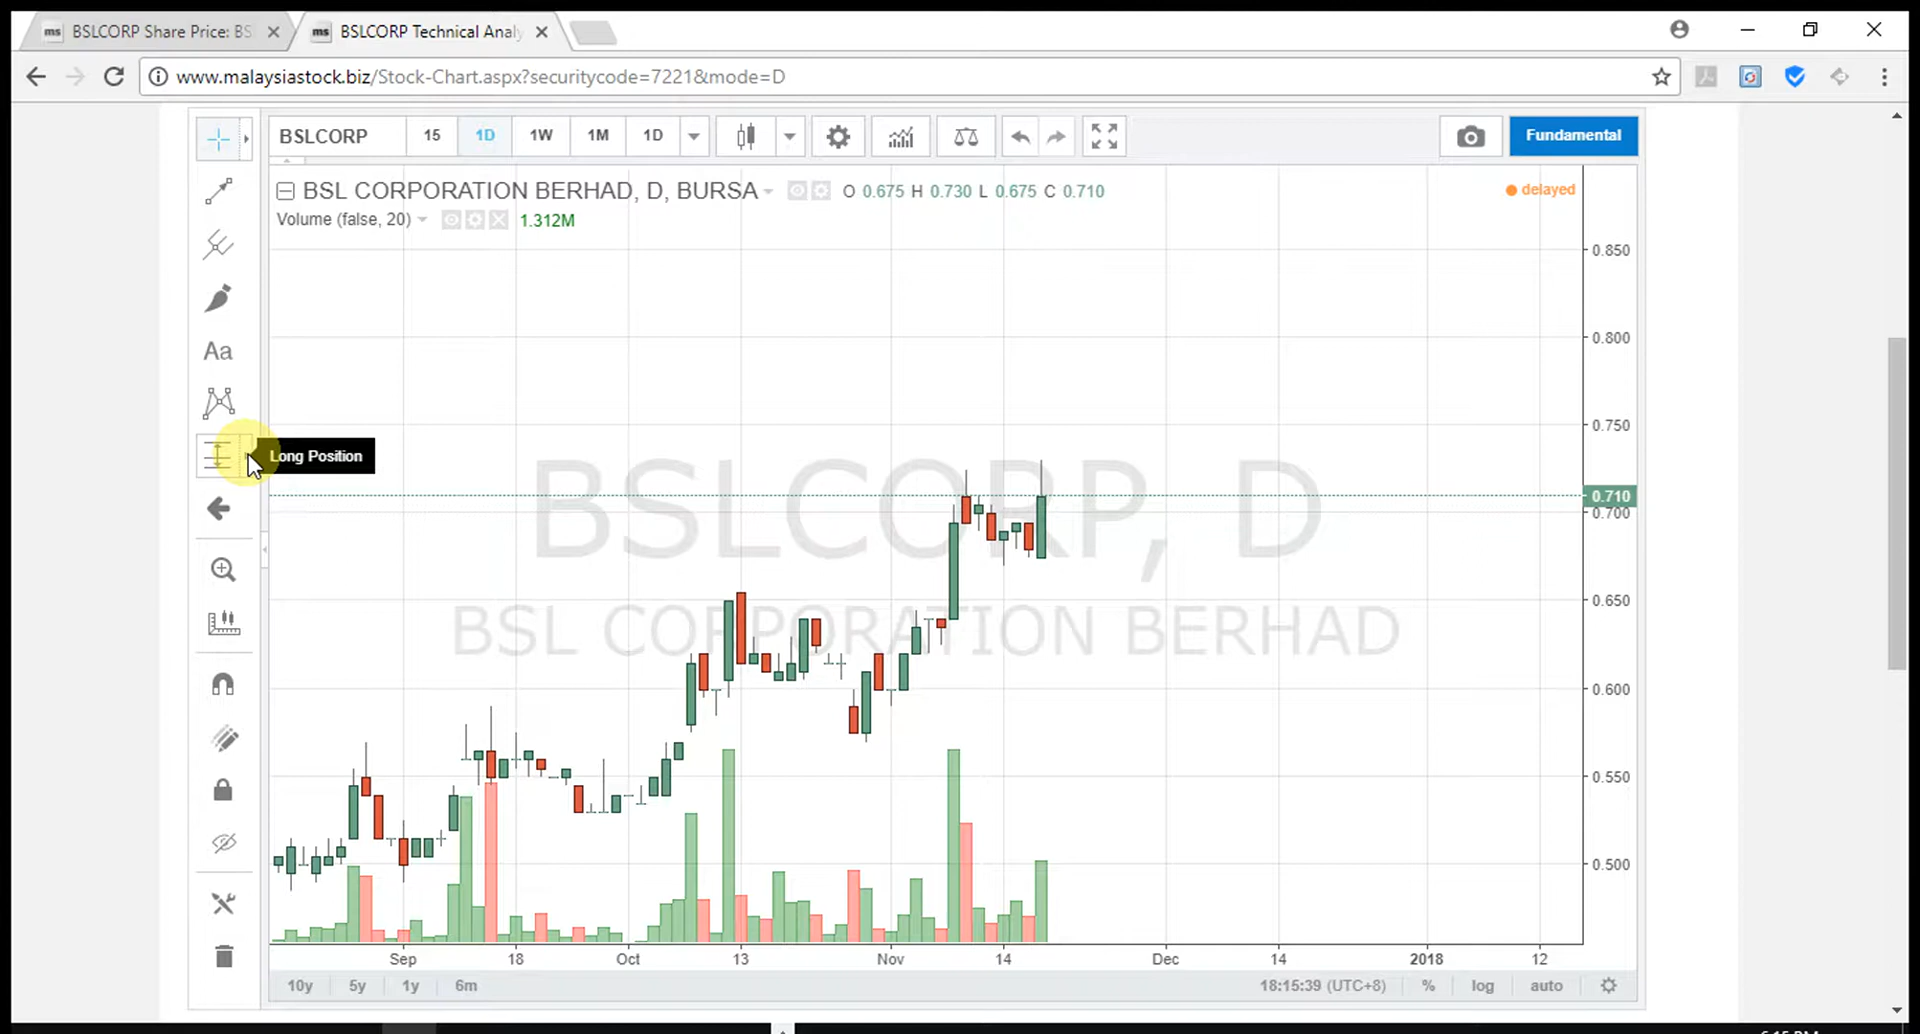 ms BSLCORP Share Price: BS
ms BSLCORP Technical Analy
www.malaysiastock.biz/Stock-Chart.aspx?securitycode=7221&mode=D
BSLCORP 15 1D 1W 1M 1D Fundamental
BSL CORPORATION BERHAD, D, BURSA O 0.675 H 0.730 L 0.675 C 0.710
delayed
Volume (false, 20) 1.312M
Aa
Long Position
BSLCORP, D
BSL CORPORATION BERHAD
0.850
0.800
0.750
0.710
0.700
0.650
0.600
0.550
0.500
Sep 18 Oct 13 Nov 14 Dec 14 2018 12
10y 5y 1y 6m 18:15:39 (UTC+8) % log auto